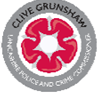 CLIVE GRUNSHAW
LANCASHIRE POLICE AND CRIME COMMISSIONER